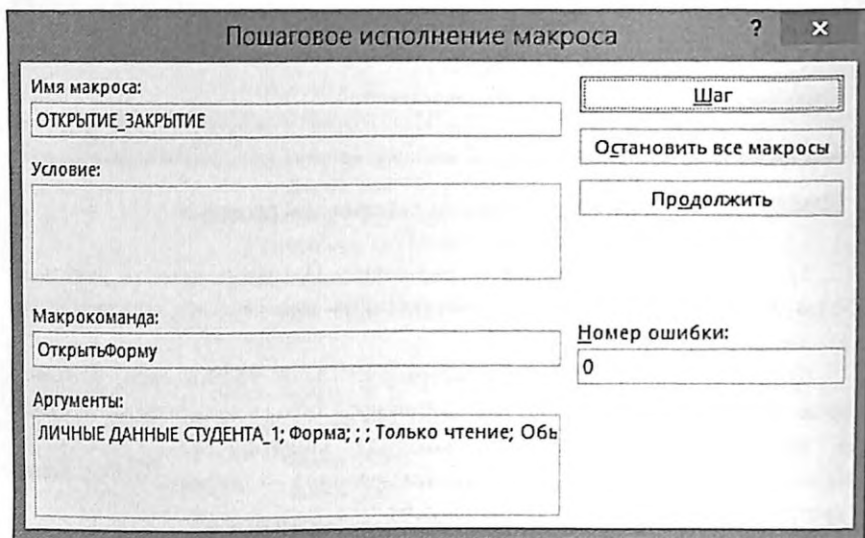 Пошаговое исполнение макроса
?
×
Имя макроса:
ОТКРЫТИЕ_ЗАКРЫТИЕ
Условие:
Макрокоманда:
ОткрытьФорму
Аргументы:
ЛИЧНЫЕ ДАННЫЕ СТУДЕНТА_1; Форма; ; ; Только чтение; Обы
Шаг
Остановить все макросы
Продолжить
Номер ошибки:
0